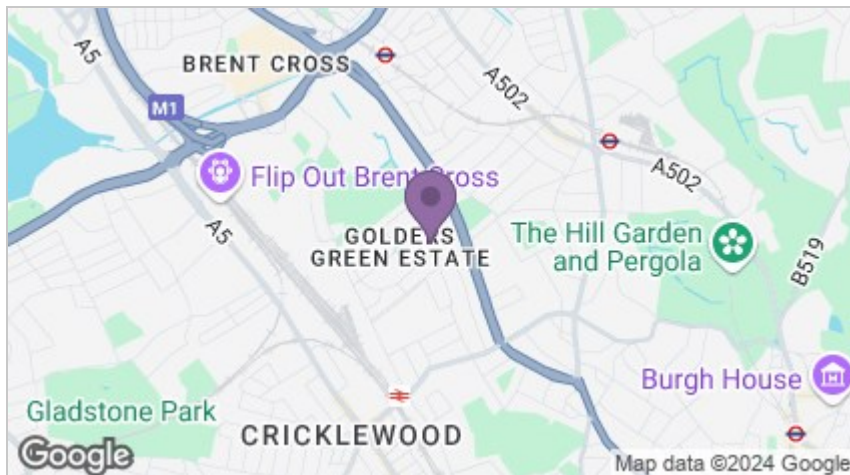 A5
BRENT CROSS
A502
M1
Flip Out Brent Cross
A502
A5
GOLDERS
GREEN ESTATE
The Hill Garden
and Pergola
B519
Burgh House
Gladstone Park
CRICKLEWOOD
Google
Map data ©2024 Google